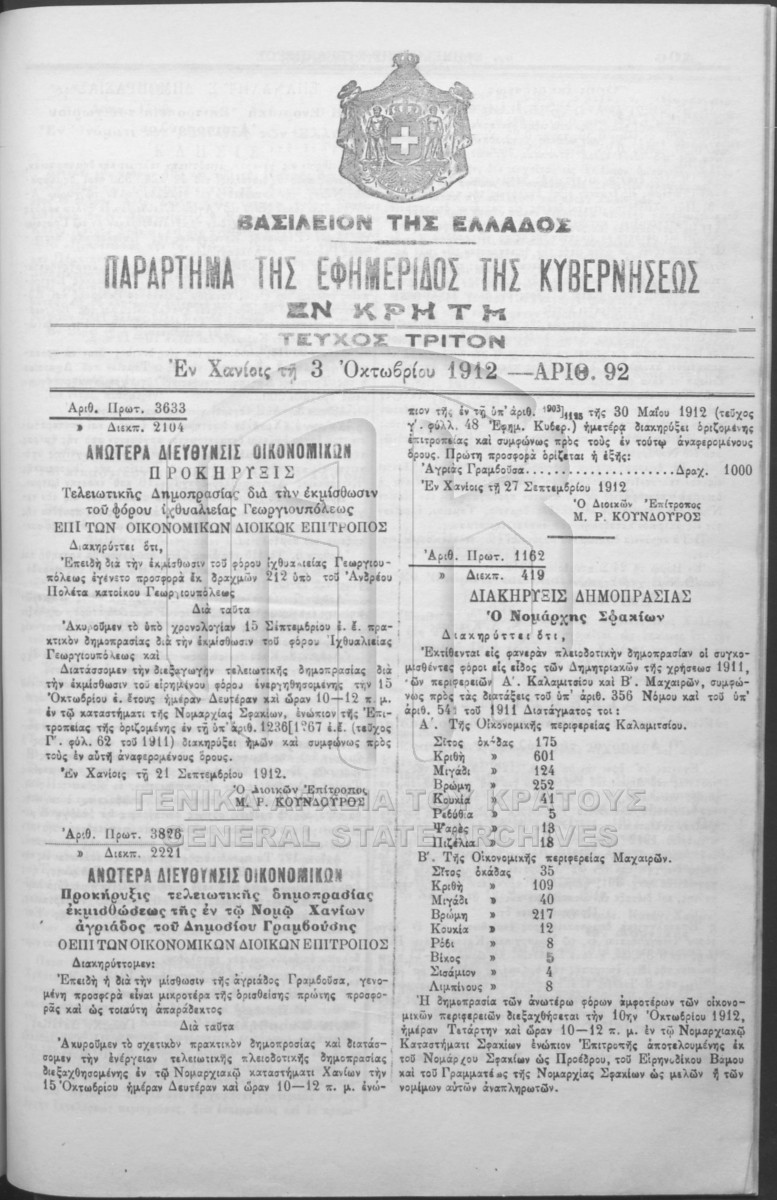 ΒΑΣΙΛΕΙΟΝ ΤΗΣ ΕΛΛΑΔΟΣ
ΠΑΡΑΡΤΗΜΑ ΤΗΣ ΕΦΗΜΕΡΙΔΟΣ ΤΗΣ ΚΥΒΕΡΝΗΣΕΩΣ
ΕΝ ΚΡΗΤΗ
ΤΕΥΧΟΣ ΤΡΙΤΟΝ
Ἐν Χανίοις τῇ 3 Ὀκτωβρίου 1912 —ΑΡΙΘ. 92
Ἀριθ. Πρωτ. 3633
» Διεκπ. 2104
ΑΝΩΤΕΡΑ ΔΙΕΥΘΥΝΣΙΣ ΟΙΚΟΝΟΜΙΚΩΝ
ΠΡΟΚΗΡΥΞΙΣ
Τελειωτικῆς Δημοπρασίας διὰ τὴν ἐκμίσθωσιν
τοῦ φόρου ἰχθυαλιείας Γεωργιουπόλεως
ΕΠΙ ΤΩΝ ΟΙΚΟΝΟΜΙΚΩΝ ΔΙΟΙΚΩΝ ΕΠΙΤΡΟΠΟΣ
Διακηρύττει ὅτι,
Ἐπειδὴ διὰ τὴν ἐκμίσθωσιν τοῦ φόρου ἰχθυαλιείας Γεωργιου-
πόλεως ἐγένετο προσφορὰ ἐκ δραχμῶν 212 ὑπὸ τοῦ Ἀνδρέου
Πολέτα κατοίκου Γεωργιουπόλεως
Διὰ ταῦτα
Ἀκυροῦμεν τὸ ὑπὸ χρονολογίαν 15 Σεπτεμβρίου ἐ. ἔ. πρα-
κτικὸν δημοπρασίας διὰ τὴν ἐκμίσθωσιν τοῦ φόρου Ἰχθυαλιείας
Γεωργιουπόλεως καὶ
Διατάσσομεν τὴν διεξαγωγὴν τελειωτικῆς δημοπρασίας διὰ
τὴν ἐκμίσθωσιν τοῦ εἰρημένου φόρου ἐνεργηθησομένης τὴν 15
Ὀκτωβρίου ἐ. ἔτους ἡμέραν Δευτέραν καὶ ὥραν 10—12 π. μ.
ἐν τῷ καταστήματι τῆς Νομαρχίας Σφακίων, ἐνώπιον τῆς Ἐπι-
τροπείας τῆς ὁριζομένης ἐν τῇ ὑπ' ἀριθ. 1236[1267 ἐ.ἔ. (τεῦχος
Γ'. φύλ. 62 τοῦ 1911) διακηρύξει ἡμῶν καὶ συμφώνως πρὸς
τοὺς ἐν αὐτῇ ἀναφερομένους ὅρους.
Ἐν Χανίοις τῇ 21 Σεπτεμβρίου 1912.
Ὁ Διοικῶν Ἐπίτροπος
Μ. Ρ. ΚΟΥΝΔΟΥΡΟΣ
Ἀριθ. Πρωτ. 3826
» Διεκπ. 2221
ΑΝΩΤΕΡΑ ΔΙΕΥΘΥΝΣΙΣ ΟΙΚΟΝΟΜΙΚΩΝ
Προκήρυξις τελειωτικῆς δημοπρασίας
ἐκμισθώσεως τῆς ἐν τῷ Νομῷ Χανίων
ἀγριάδος τοῦ Δημοσίου Γραμβούσης
Ο ΕΠΙ ΤΩΝ ΟΙΚΟΝΟΜΙΚΩΝ ΔΙΟΙΚΩΝ ΕΠΙΤΡΟΠΟΣ
Διακηρύττομεν:
Ἐπειδὴ ἡ διὰ τὴν μίσθωσιν τῆς ἀγριάδος Γραμβοῦσα, γενο-
μένη προσφορὰ εἶναι μικροτέρα τῆς ὁρισθείσης πρώτης προσφο-
ρᾶς καὶ ὡς τοιαύτη ἀπαράδεκτος
Διὰ ταῦτα
Ἀκυροῦμεν τὸ σχετικὸν πρακτικὸν δημοπρασίας καὶ διατάσ-
σομεν τὴν ἐνέργειαν τελειωτικῆς πλειοδοτικῆς δημοπρασίας
διεξαχθησομένης ἐν τῷ Νομαρχιακῷ καταστήματι Χανίων τὴν
15 Ὀκτωβρίου ἡμέραν Δευτέραν καὶ ὥραν 10—12 π. μ. ἐνώ-
πιον τῆς ἐν τῇ ὑπ' ἀριθ. 1903]1125 τῆς 30 Μαΐου 1912 (τεῦχος
γ'. φύλλ. 48 Ἐφημ. Κυβερ.) ἡμετέρᾳ διακηρύξει ὁριζομένης
ἐπιτροπείας καὶ συμφώνως πρὸς τοὺς ἐν τούτῳ ἀναφερομένους
ὅρους. Πρώτη προσφορὰ ὁρίζεται ἡ ἑξῆς:
Ἀγριὰς Γραμβοῦσα......................Δραχ. 1000
Ἐν Χανίοις τῇ 27 Σεπτεμβρίου 1912
Ὁ Διοικῶν Ἐπίτροπος
Μ. Ρ. ΚΟΥΝΔΟΥΡΟΣ
Ἀριθ. Πρωτ. 1162
» Διεκπ. 419
ΔΙΑΚΗΡΥΞΙΣ ΔΗΜΟΠΡΑΣΙΑΣ
Ὁ Νομάρχης Σφακίων
Διακηρύττει ὅτι,
Ἐκτίθενται εἰς φανερὰν πλειοδοτικὴν δημοπρασίαν οἱ συγκο-
μισθέντες φόροι εἰς εἶδος τῶν Δημητριακῶν τῆς χρήσεως 1911,
τῶν περιφερειῶν Α'. Καλαμιτσίου καὶ Β'. Μαχαιρῶν, συμφώ-
νως πρὸς τὰς διατάξεις τοῦ ὑπ' ἀριθ. 356 Νόμου καὶ τοῦ ὑπ'
ἀριθ. 54 τοῦ 1911 Διατάγματος τοι :
Α'. Τῆς Οἰκονομικῆς περιφερείας Καλαμιτσίου.
Σῖτος ὀκάδας 175
Κριθὴ » 601
Μιγάδι » 124
Βρώμη » 252
Κουκία » 41
Ρεβύθια » 5
Ψαρὲς » 13
Πιζέλια » 18
Β'. Τῆς Οἰκονομικῆς περιφερείας Μαχαιρῶν.
Σῖτος ὀκάδας 35
Κριθὴ » 109
Μιγάδι » 40
Βρώμη » 217
Κουκία » 12
Ρόβι » 8
Βίκος » 5
Σισάμιον » 4
Λιμπίνους » 8
Ἡ δημοπρασία τῶν ἀνωτέρω φόρων ἀμφοτέρων τῶν οἰκονο-
μικῶν περιφερειῶν διεξαχθήσεται τὴν 10ην Ὀκτωβρίου 1912,
ἡμέραν Τετάρτην καὶ ὥραν 10—12 π. μ. ἐν τῷ Νομαρχιακῷ
Καταστήματι Σφακίων ἐνώπιον Ἐπιτροπῆς ἀποτελουμένης ἐκ
τοῦ Νομάρχου Σφακίων ὡς Προέδρου, τοῦ Εἰρηνοδίκου Βάμου
καὶ τοῦ Γραμματέως τῆς Νομαρχίας Σφακίων ὡς μελῶν ἢ τῶν
νομίμων αὐτῶν ἀναπληρωτῶν.
ΓΕΝΙΚΑ ΑΡΧΕΙΑ ΤΟΥ ΚΡΑΤΟΥΣ
GENERAL STATE ARCHIVES